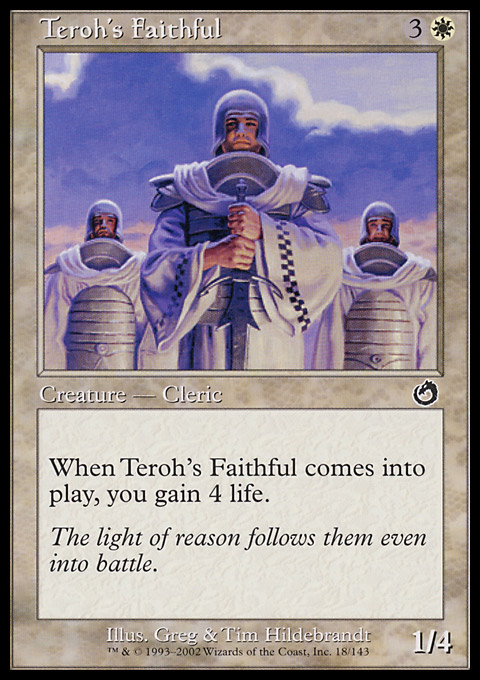 Teroh's Faithful 3
Creature — Cleric
When Teroh's Faithful comes into
play, you gain 4 life.
The light of reason follows them even
into battle.
Illus. Greg & Tim Hildebrandt
™ & © 1993–2002 Wizards of the Coast, Inc. 18/143
1/4